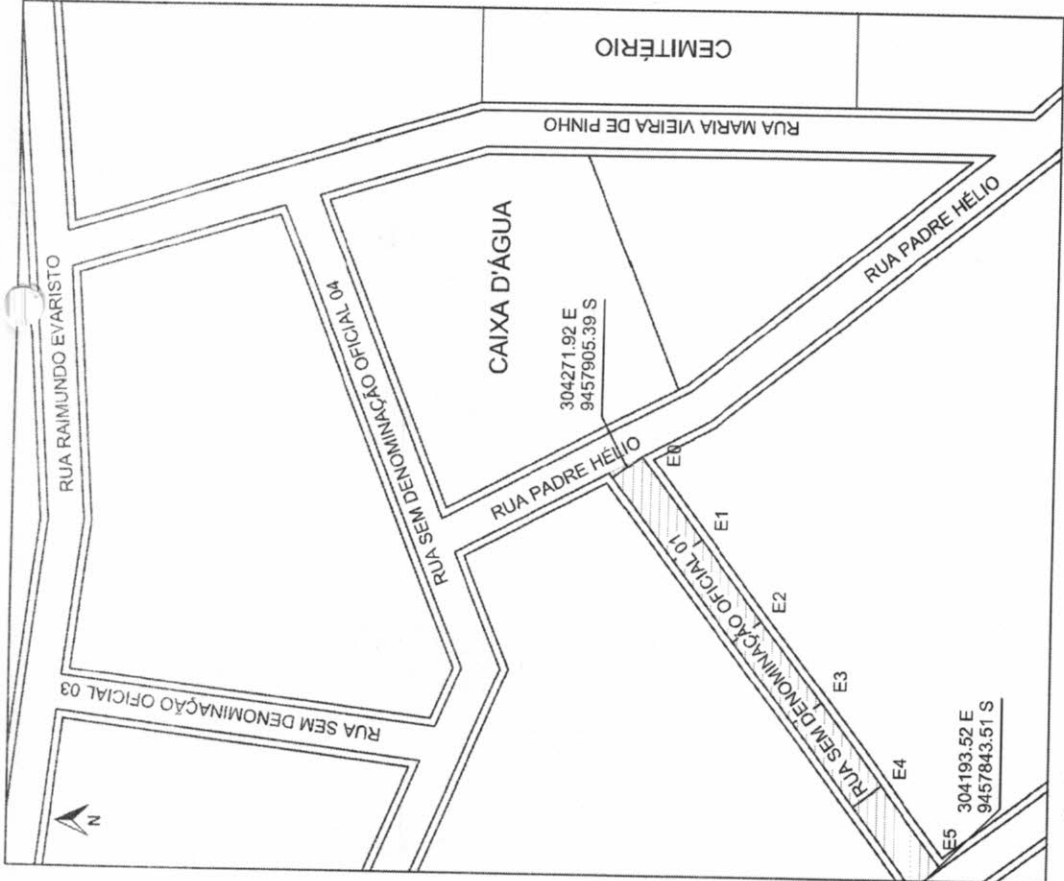 CEMITÉRIO
RUA MARIA VIEIRA DE PINHO
RUA RAIMUNDO EVARISTO
CAIXA D'ÁGUA
RUA SEM DENOMINAÇÃO OFICIAL 04
RUA PADRE HÉLIO
304271.92 E
9457905.39 S
RUA PADRE HÉLIO
RUA SEM DENOMINAÇÃO OFICIAL 03
E0
E1
RUA SEM DENOMINAÇÃO OFICIAL 01
E2
E3
E4
304193.52 E
9457843.51 S
E5
N